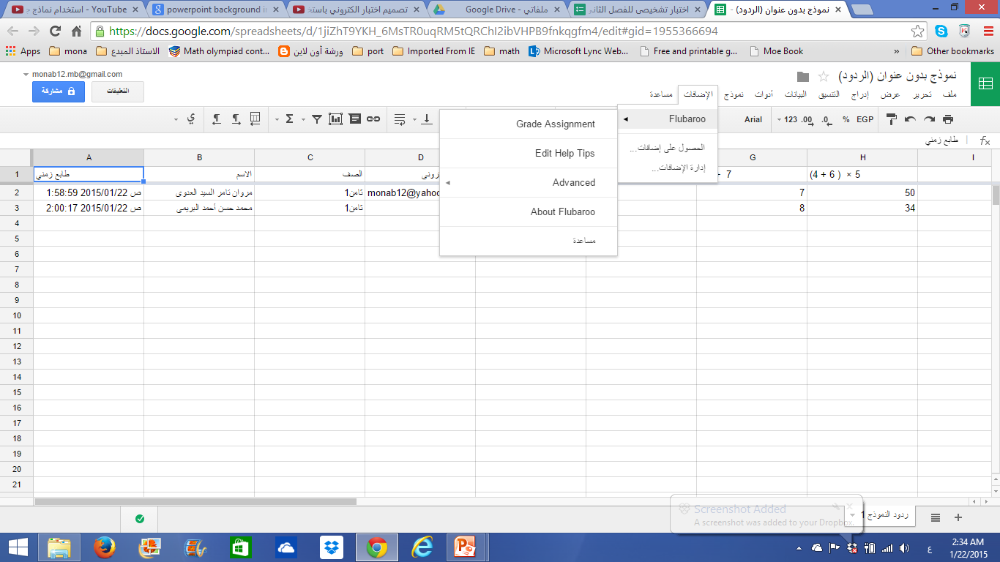 استخدام نماذج - YouTube
powerpoint background in
تصميم اختبار الكتروني باستخ
ملفاتي - Google Drive
اختبار تشخيصى للفصل الثاني
نموذج بدون عنوان (الردود) -
https://docs.google.com/spreadsheets/d/1jiZhT9YKH_6MsTR0uqRM5tQRChI2ibVHPB9fnkqgfm4/edit#gid=1955366694
Apps
mona
الاستاذ المبدع
Math olympiad cont...
ورشة أون لاين
port
Imported From IE
math
Microsoft Lync Web...
Free and printable g...
Moe Book
»
Other bookmarks
monab12.mb@gmail.com
نموذج بدون عنوان (الردود)
مشاركة
التعليقات
ملف تحرير عرض إدراج التنسيق البيانات أدوات نموذج الإضافات مساعدة
EGP % .0 .00 123 Arial
Flubaroo
الحصول على إضافات...
إدارة الإضافات...
Grade Assignment
Edit Help Tips
Advanced
About Flubaroo
مساعدة
fx طابع زمني
A B C D G H I
1 طابع زمني الاسم الصف 7 (4 + 6 ) × 5
2 ص 2015/01/22 1:58:59 مروان تامر السيد العدوى ثامن1 monab12@yahoo 7 50
3 ص 2015/01/22 2:00:17 محمد حسن أحمد البريمى ثامن1 8 34
4
5
6
7
8
9
10
11
12
13
14
15
16
17
18
19
20
21
Screenshot Added
A screenshot was added to your Dropbox.
ردود النموذج 1
2:34 AM
1/22/2015
ع